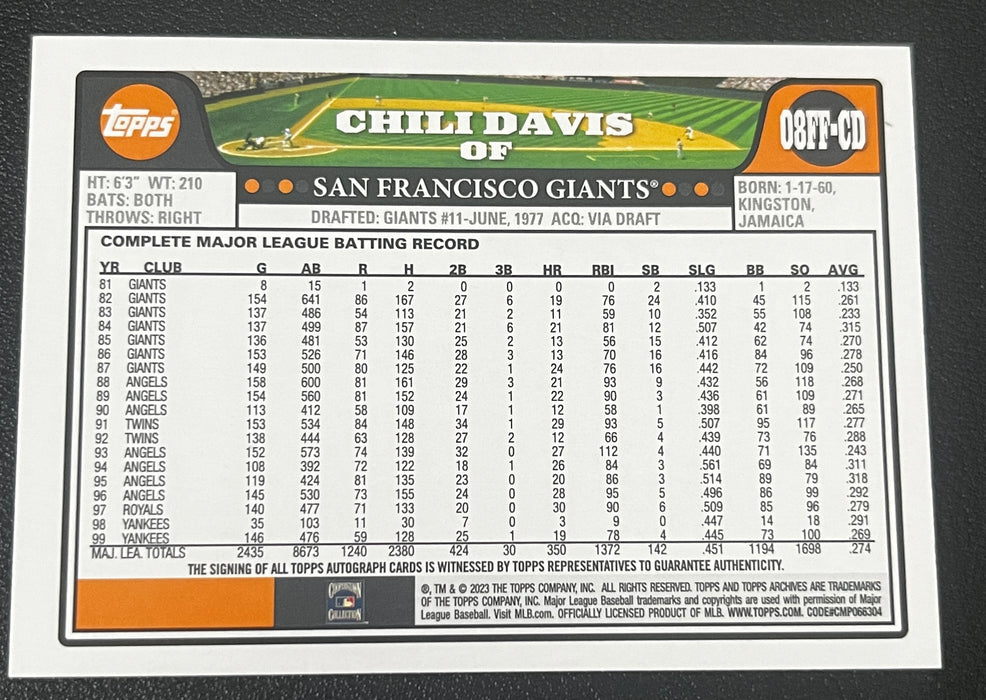 TOPPS
CHILI DAVIS
OF
08FF-CD
HT: 6'3" WT: 210
BATS: BOTH
THROWS: RIGHT
SAN FRANCISCO GIANTS®
DRAFTED: GIANTS #11-JUNE, 1977 ACQ: VIA DRAFT
BORN: 1-17-60,
KINGSTON,
JAMAICA
COMPLETE MAJOR LEAGUE BATTING RECORD
YR CLUB G AB R H 2B 3B HR RBI SB SLG BB SO AVG
81 GIANTS 8 15 1 2 0 0 0 0 2 .133 1 2 .133
82 GIANTS 154 641 86 167 27 6 19 76 24 .410 45 115 .261
83 GIANTS 137 486 54 113 21 2 11 59 10 .352 55 108 .233
84 GIANTS 137 499 87 157 21 6 21 81 12 .507 42 74 .315
85 GIANTS 136 481 53 130 25 2 13 56 15 .412 62 74 .270
86 GIANTS 153 526 71 146 28 3 13 70 16 .416 84 96 .278
87 GIANTS 149 500 80 125 22 1 24 76 16 .442 72 109 .250
88 ANGELS 158 600 81 161 29 3 21 93 9 .432 56 118 .268
89 ANGELS 154 560 81 152 24 1 22 90 3 .436 61 109 .271
90 ANGELS 113 412 58 109 17 1 12 58 1 .398 61 89 .265
91 TWINS 153 534 84 148 34 1 29 93 5 .507 95 117 .277
92 TWINS 138 444 63 128 27 2 12 66 4 .439 73 76 .288
93 ANGELS 152 573 74 139 32 0 27 112 4 .440 71 135 .243
94 ANGELS 108 392 72 122 18 1 26 84 3 .561 69 84 .311
95 ANGELS 119 424 81 135 23 0 20 86 3 .514 89 79 .318
96 ANGELS 145 530 73 155 24 0 28 95 5 .496 86 99 .292
97 ROYALS 140 477 71 133 20 0 30 90 6 .509 85 96 .279
98 YANKEES 35 103 11 30 7 0 3 9 0 .447 14 18 .291
99 YANKEES 146 476 59 128 25 1 19 78 4 .445 73 100 .269
MAJ. LEA. TOTALS 2435 8673 1240 2380 424 30 350 1372 142 .451 1194 1698 .274
THE SIGNING OF ALL TOPPS AUTOGRAPH CARDS IS WITNESSED BY TOPPS REPRESENTATIVES TO GUARANTEE AUTHENTICITY.
COOPERSTOWN
COLLECTION
®, TM & © 2023 THE TOPPS COMPANY, INC. ALL RIGHTS RESERVED. TOPPS AND TOPPS ARCHIVES ARE TRADEMARKS
OF THE TOPPS COMPANY, INC. Major League Baseball trademarks and copyrights are used with permission of Major
League Baseball. Visit MLB.com. OFFICIALLY LICENSED PRODUCT OF MLB. WWW.TOPPS.COM. CODE#CMP066304